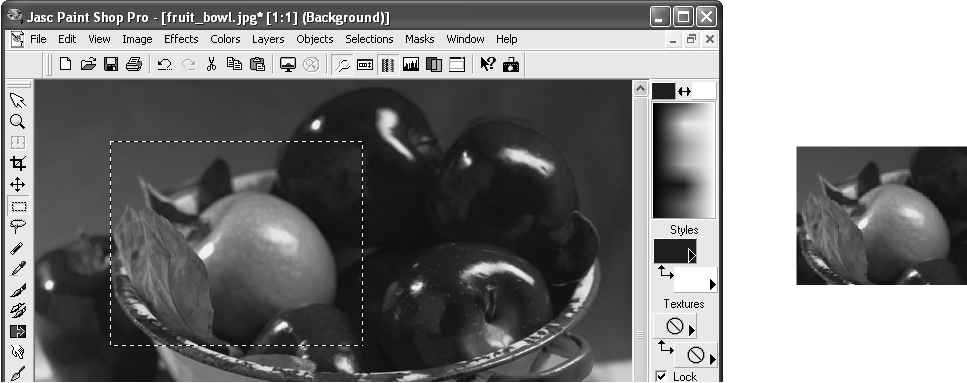 Jasc Paint Shop Pro - [fruit_bowl.jpg* [1:1] (Background)]
File Edit View Image Effects Colors Layers Objects Selections Masks Window Help
Styles
Textures
Lock